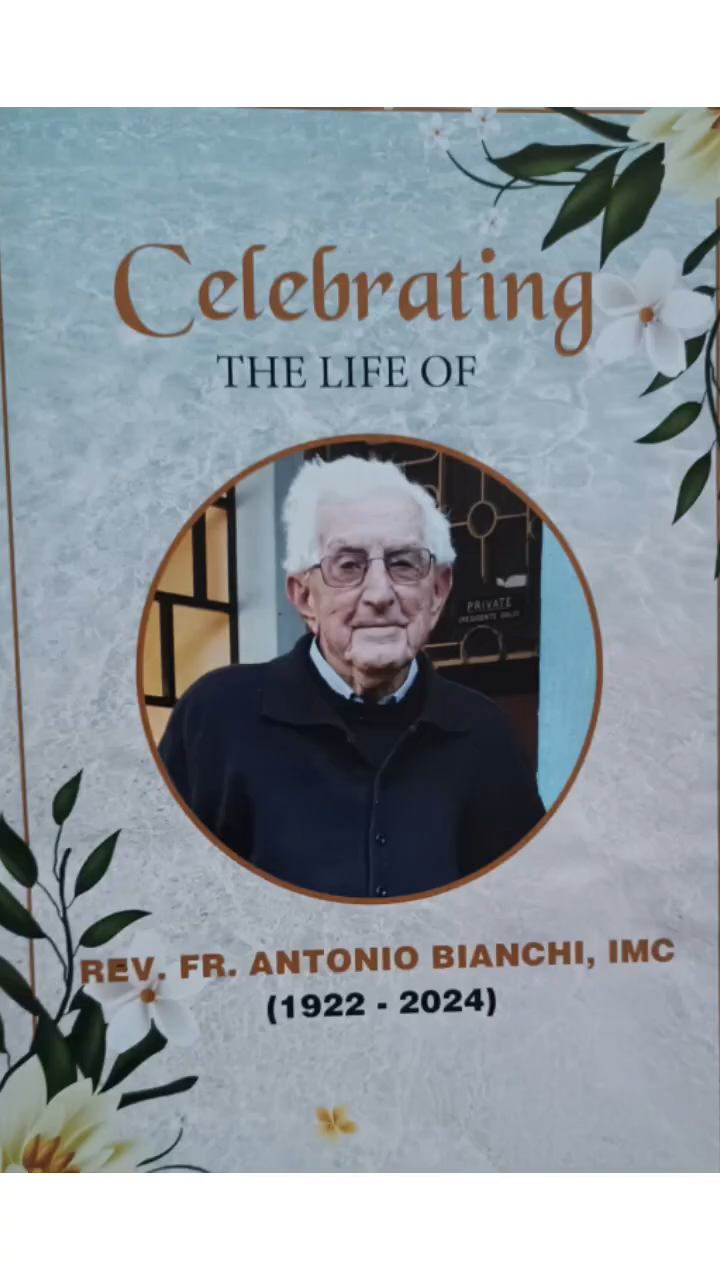 Celebrating
THE LIFE OF
PRIVATE
REV. FR. ANTONIO BIANCHI, IMC
(1922 - 2024)